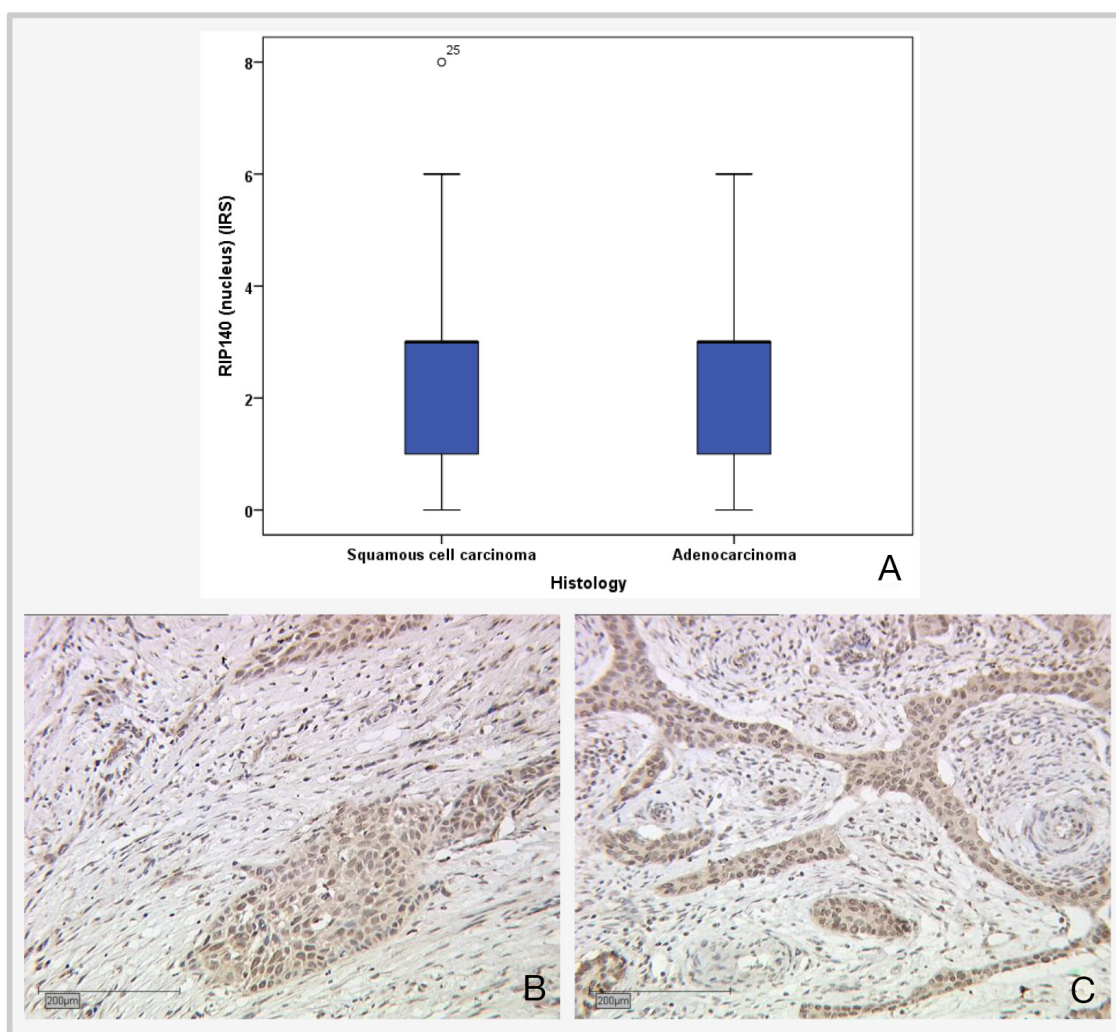 25
8
6
4
2
0
RIP140 (nucleus) (IRS)
Squamous cell carcinoma
Adenocarcinoma
Histology
A
200µm
B
200µm
C